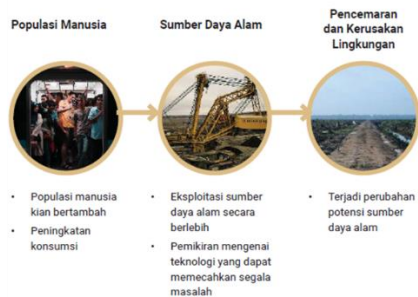 Populasi Manusia
Sumber Daya Alam
Pencemaran
dan Kerusakan
Lingkungan
• Populasi manusia
kian bertambah
• Peningkatan
konsumsi
• Eksploitasi sumber
daya alam secara
berlebih
• Pemikiran mengenai
teknologi yang dapat
memecahkan segala
masalah
• Terjadi perubahan
potensi sumber
daya alam